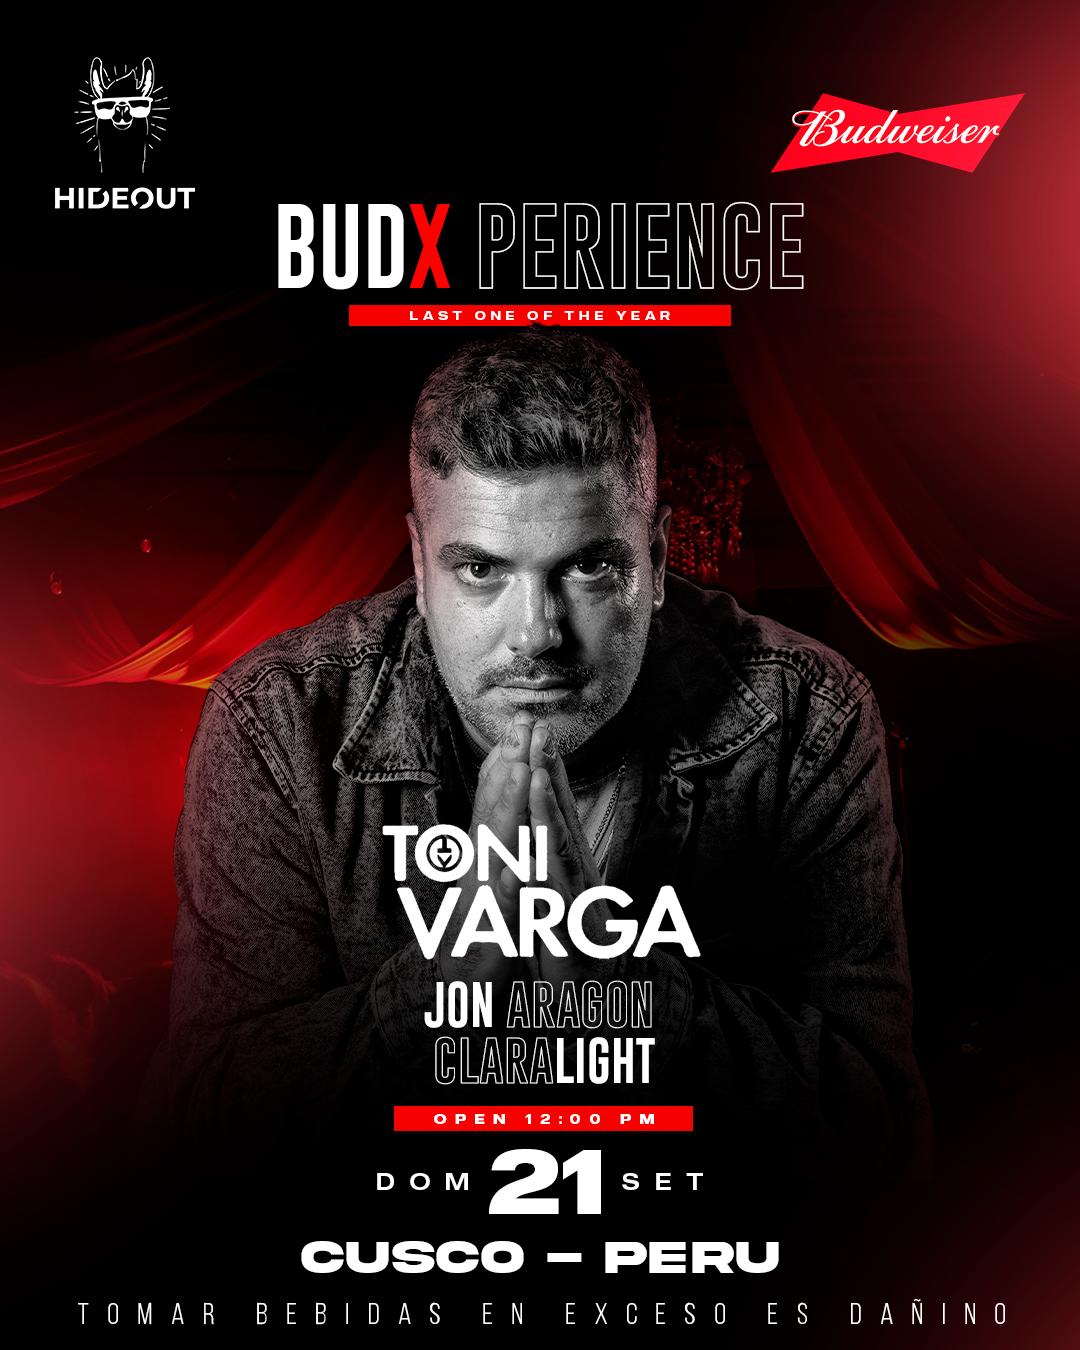 HIDEOUT
Budweiser
BUDX PERIENCE
LAST ONE OF THE YEAR
TONI
VARGA
JON ARAGON
CLARALIGHT
OPEN 12:00 PM
DOM 21 SET
CUSCO – PERU
TOMAR BEBIDAS EN EXCESO ES DAÑINO